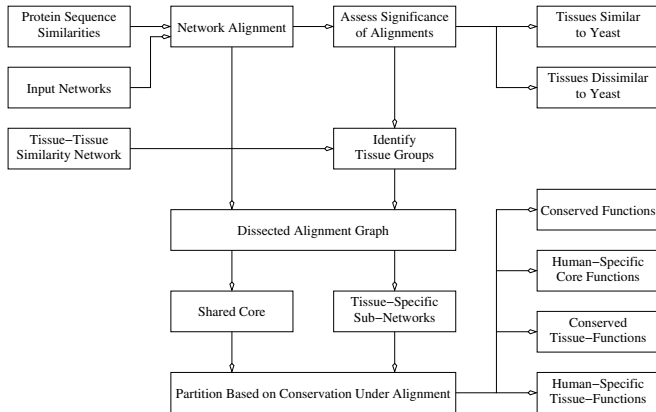 Protein Sequence
Similarities
Network Alignment
Assess Significance
of Alignments
Tissues Similar
to Yeast
Input Networks
Tissues Dissimilar
to Yeast
Tissue−Tissue
Similarity Network
Identify
Tissue Groups
Dissected Alignment Graph
Conserved Functions
Human−Specific
Core Functions
Shared Core
Tissue−Specific
Sub−Networks
Conserved
Tissue−Functions
Partition Based on Conservation Under Alignment
Human−Specific
Tissue−Functions